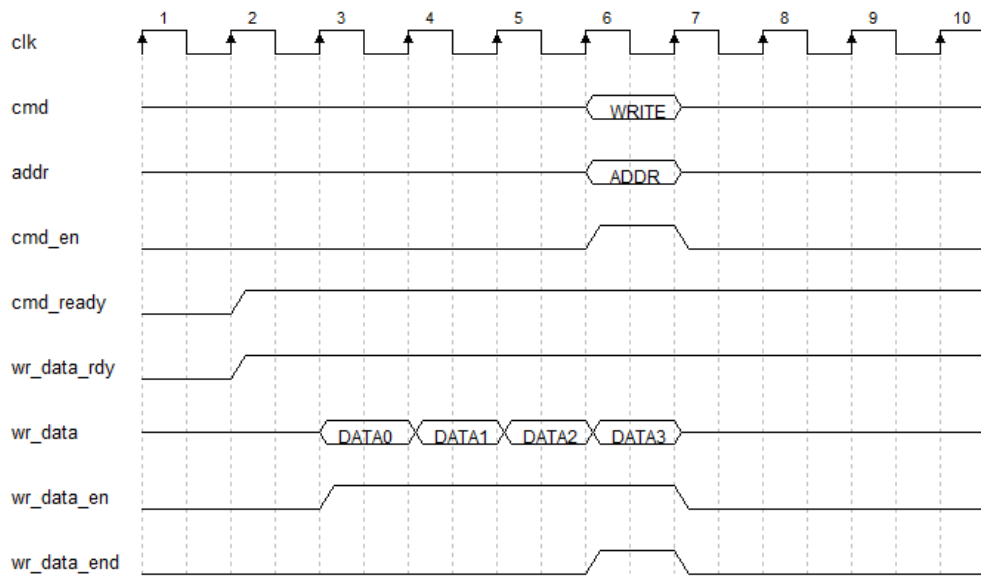 1 2 3 4 5 6 7 8 9 10
clk
cmd WRITE
addr ADDR
cmd_en
cmd_ready
wr_data_rdy
wr_data DATA0 DATA1 DATA2 DATA3
wr_data_en
wr_data_end